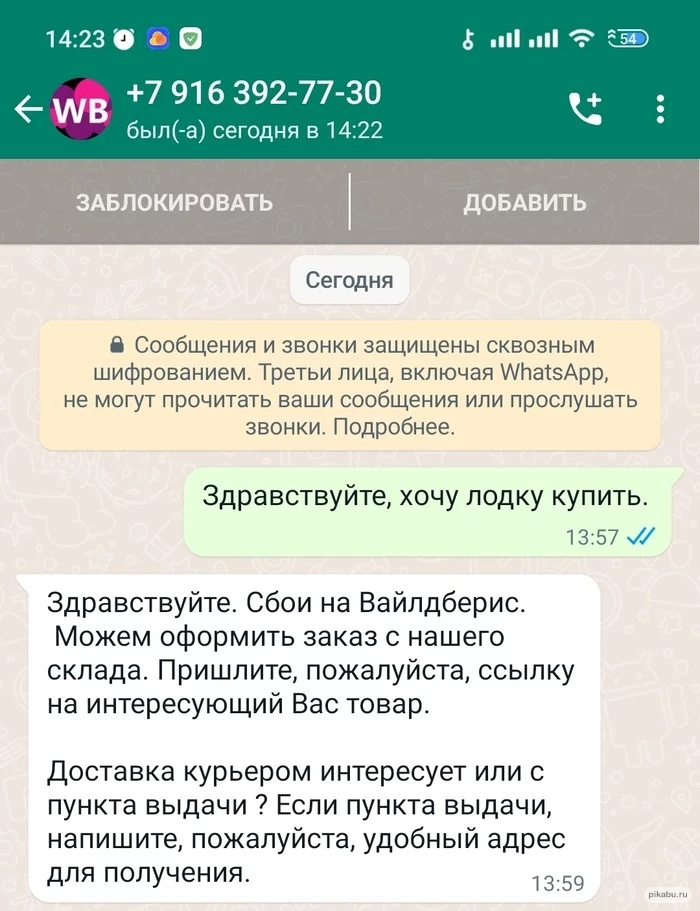 14:23
54
WB
+7 916 392-77-30
был(-а) сегодня в 14:22
ЗАБЛОКИРОВАТЬ
ДОБАВИТЬ
Сегодня
Сообщения и звонки защищены сквозным
шифрованием. Третьи лица, включая WhatsApp,
не могут прочитать ваши сообщения или прослушать
звонки. Подробнее.
Здравствуйте, хочу лодку купить.
13:57
Здравствуйте. Сбои на Вайлдберис.
Можем оформить заказ с нашего
склада. Пришлите, пожалуйста, ссылку
на интересующий Вас товар.
Доставка курьером интересует или с
пункта выдачи ? Если пункта выдачи,
напишите, пожалуйста, удобный адрес
для получения.
13:59
pikabu.ru